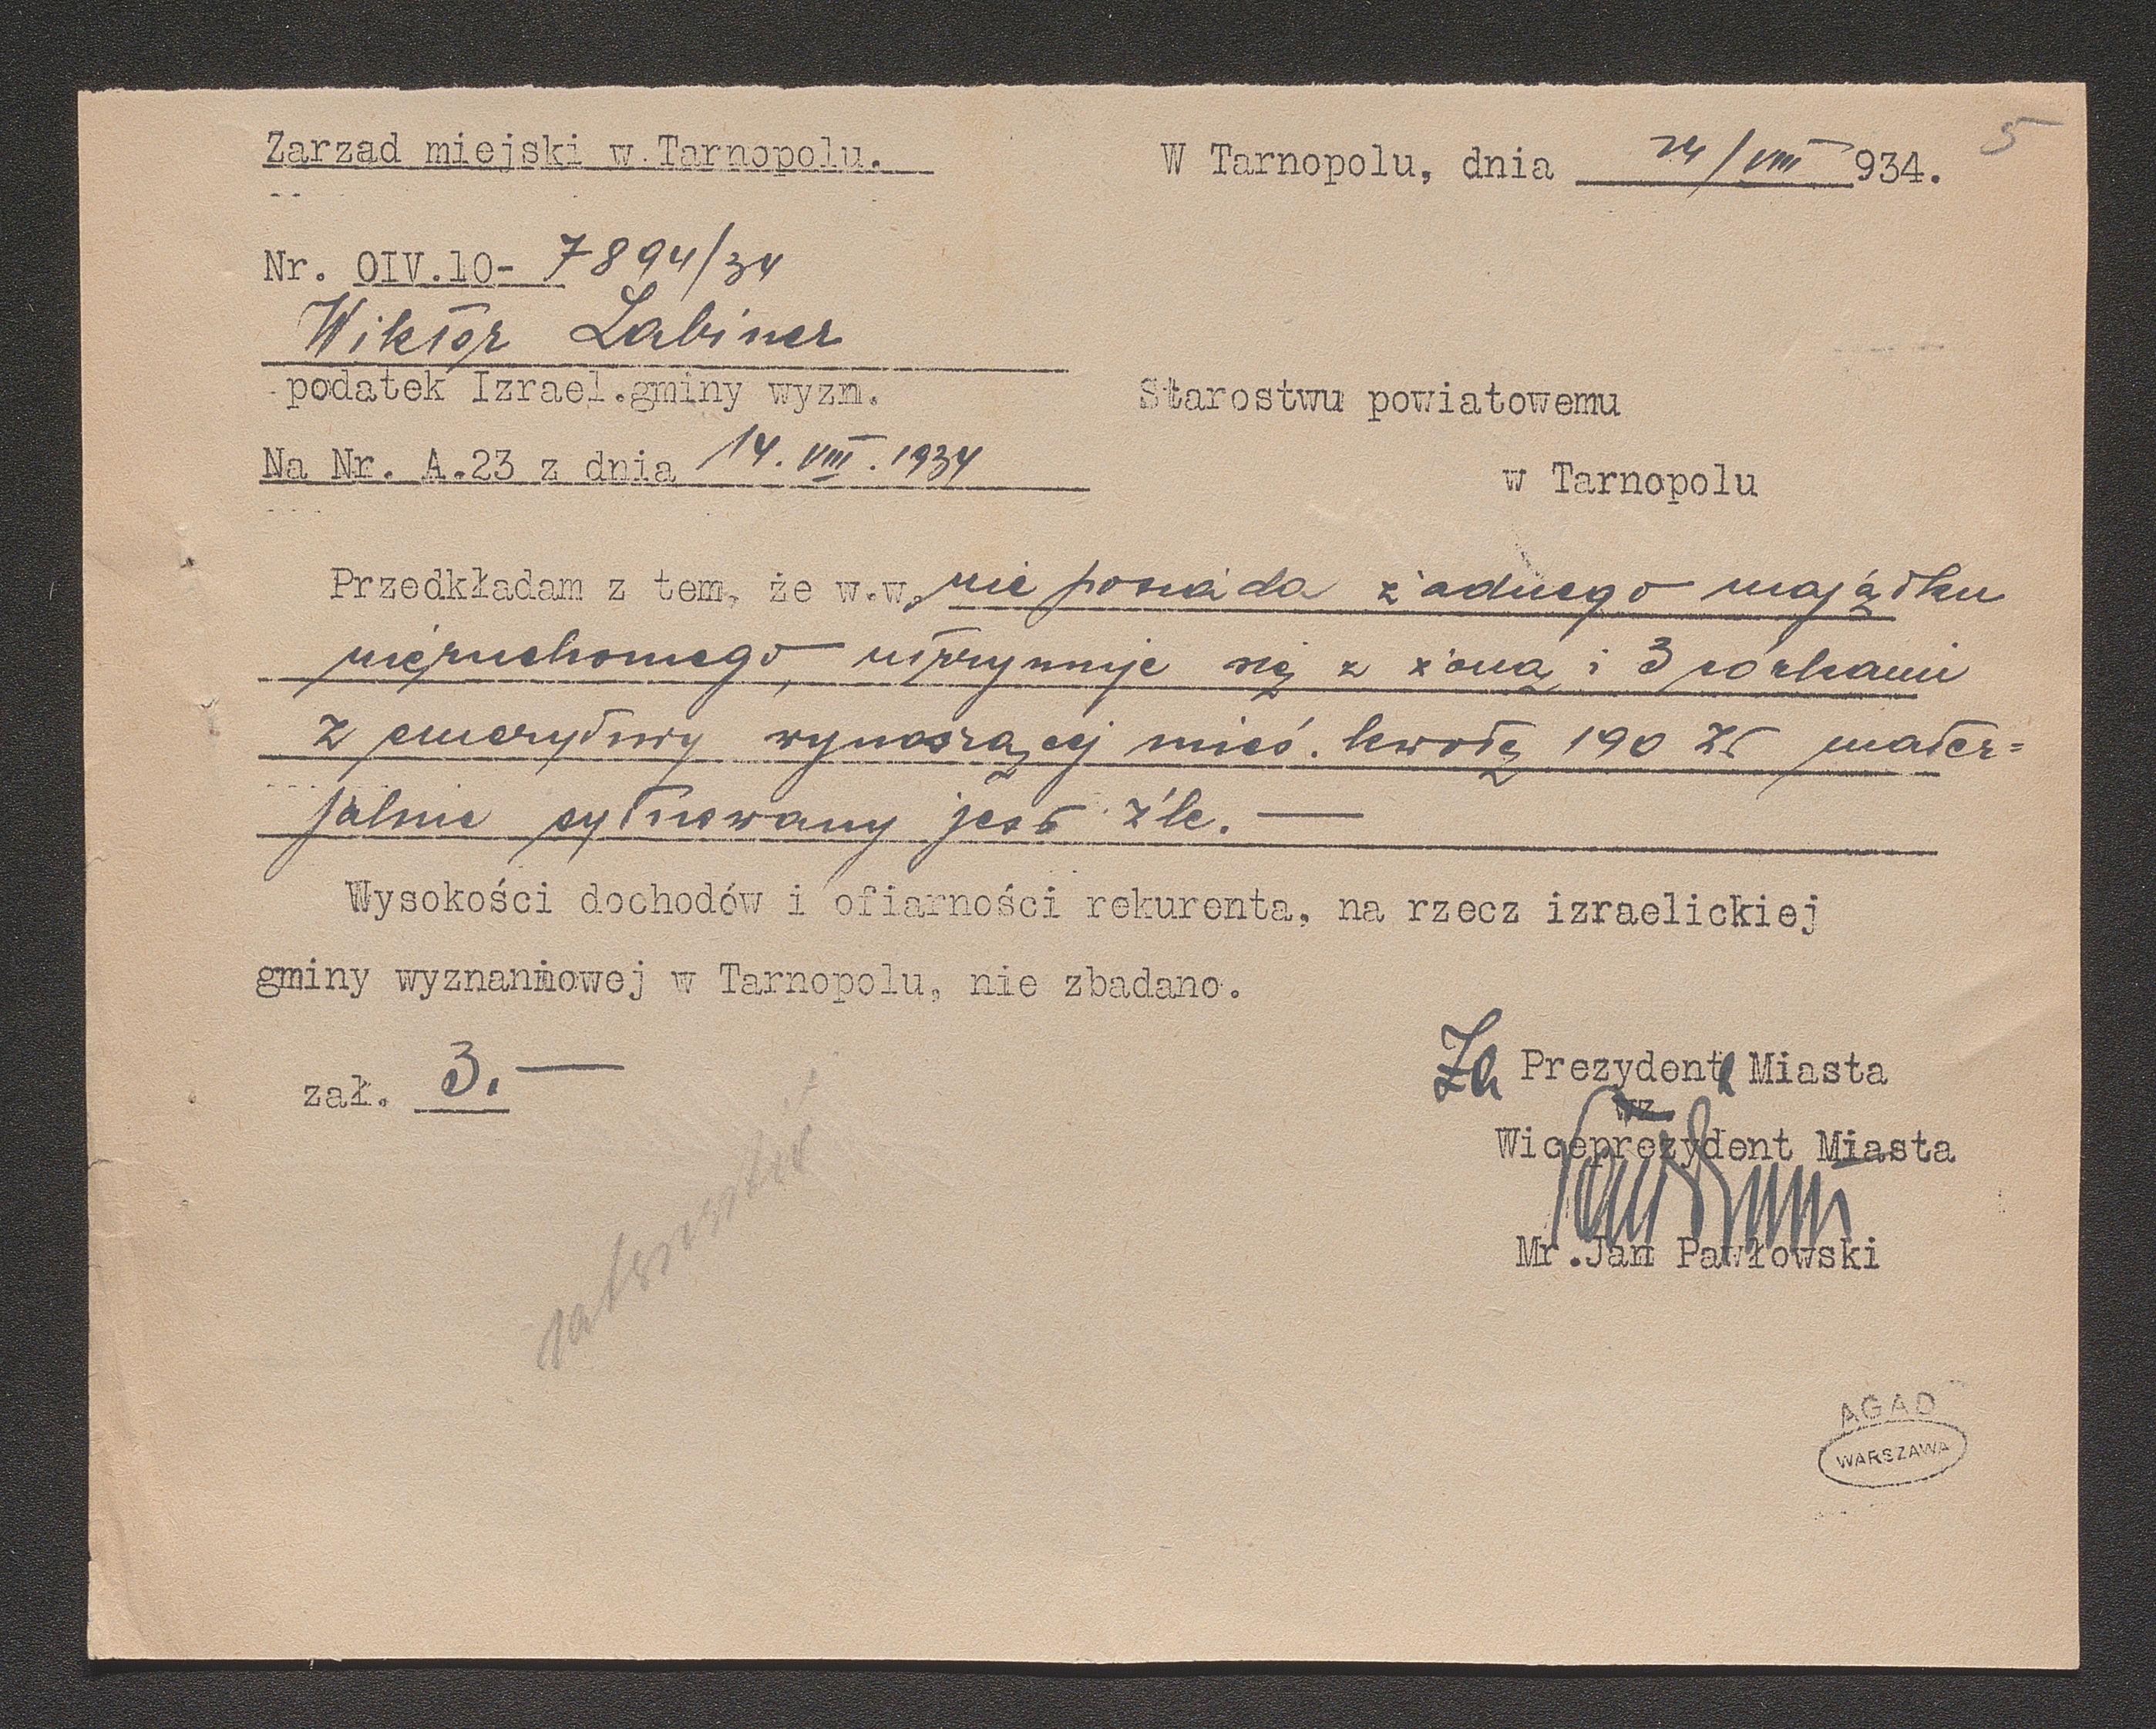 Zarzad miejski w Tarnopolu.
W Tarnopolu, dnia 24/VIII 934.
5
Nr. OIV.10- 7894/34
Wiktor Labiner
podatek Izrael.gminy wyzn.
Na Nr. A.23 z dnia 14.VIII.1934
Starostwu powiatowemu
w Tarnopolu
Przedkładam z tem, że w.w. nie posiada żadnego majątku
nieruchomego, utrzymuje się z żoną i 3 córkami
z emerytury wynoszącej mieś. kwotę 190 zł mater=
jalnie sytuowany jest źle. —
Wysokości dochodów i ofiarności rekurenta, na rzecz izraelickiej
gminy wyznaniowej w Tarnopolu, nie zbadano.
zał. 3.—
Za Prezydenta Miasta
wz
Wiceprezydent Miasta
Mr.Jan Pawłowski
AGAD
WARSZAWA